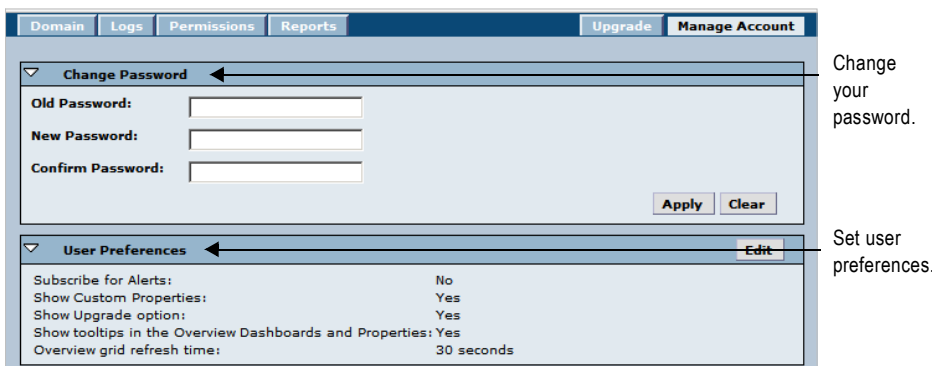 Domain Logs Permissions Reports Upgrade Manage Account
Change Password
Old Password:
New Password:
Confirm Password:
Apply Clear
Change
your
password.
User Preferences Edit
Subscribe for Alerts: No
Show Custom Properties: Yes
Show Upgrade option: Yes
Show tooltips in the Overview Dashboards and Properties: Yes
Overview grid refresh time: 30 seconds
Set user
preferences.